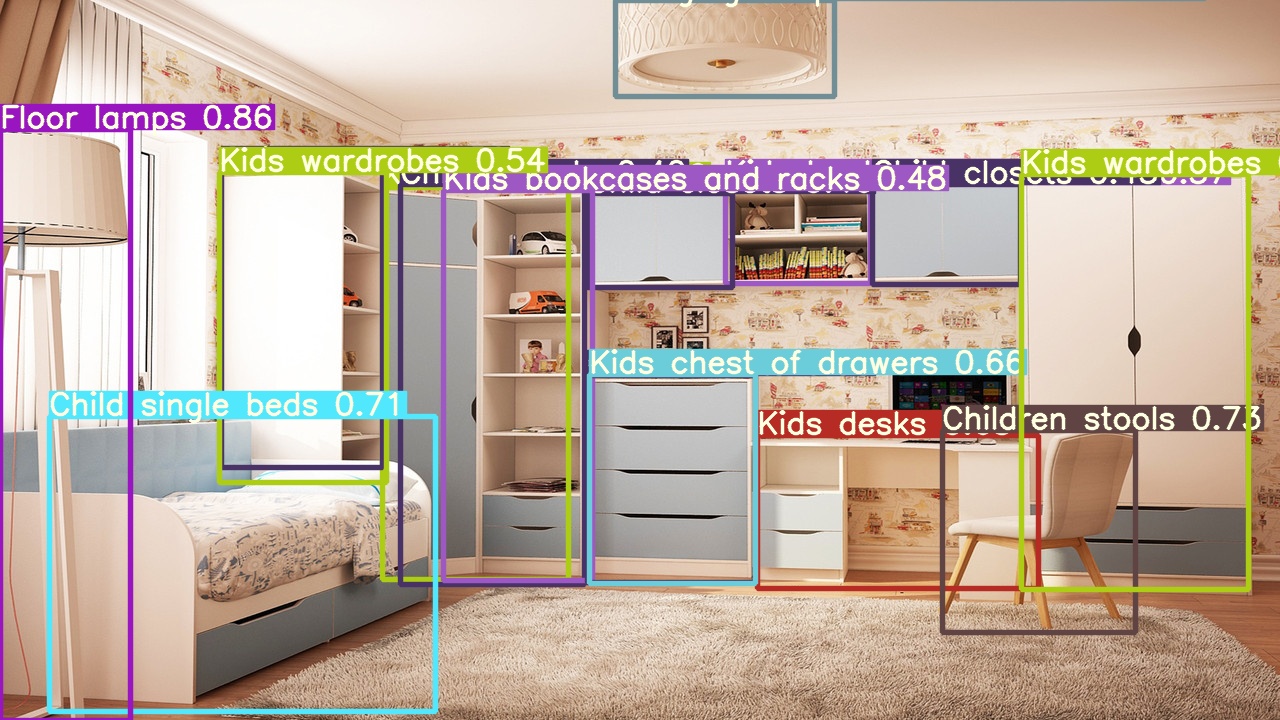 Floor lamps 0.86
Kids wardrobes 0.54
Kids wardrobes
Kids bookcases and racks 0.48
Kids chest of drawers 0.66
Child single beds 0.71
Kids desks
Children stools 0.73